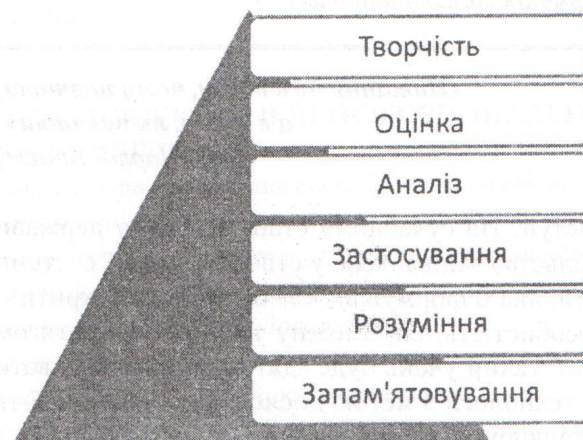 Творчість
Оцінка
Аналіз
Застосування
Розуміння
Запам'ятовування